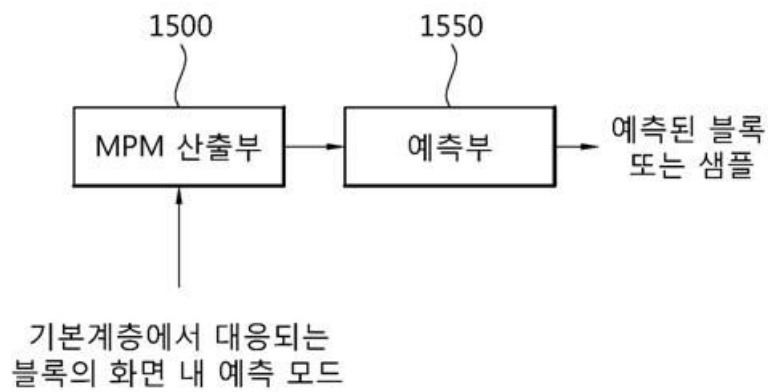 1500
1550
MPM 산출부
예측부
예측된 블록
또는 샘플
기본계층에서 대응되는
블록의 화면 내 예측 모드